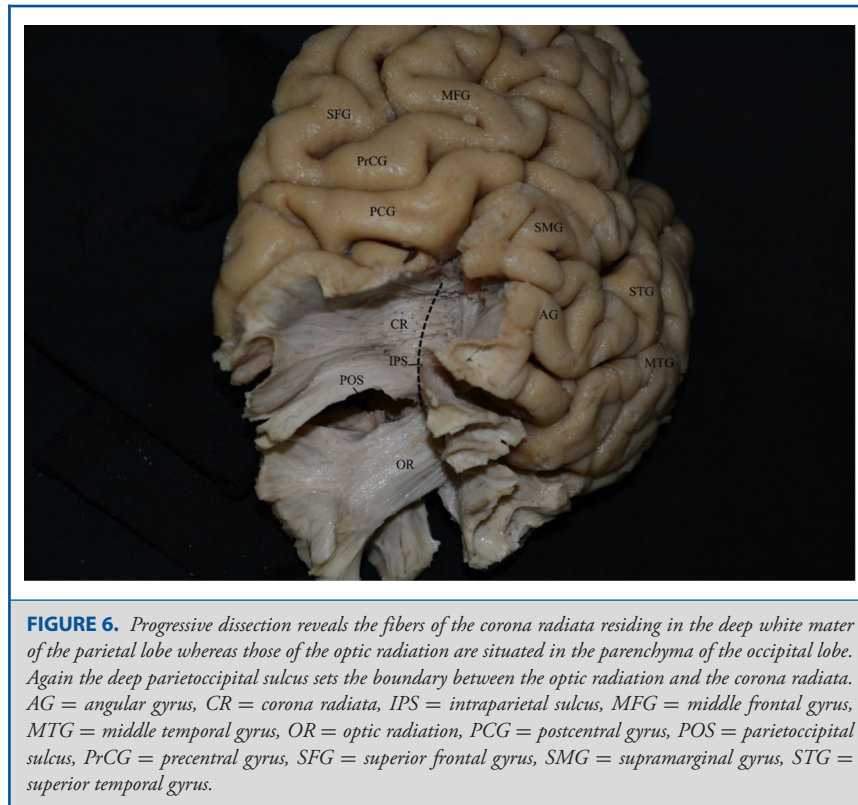 MFG
SFG
PrCG
PCG
SMG
STG
AG
CR
MTG
IPS
POS
OR
FIGURE 6. Progressive dissection reveals the fibers of the corona radiata residing in the deep white mater
of the parietal lobe whereas those of the optic radiation are situated in the parenchyma of the occipital lobe.
Again the deep parietoccipital sulcus sets the boundary between the optic radiation and the corona radiata.
AG = angular gyrus, CR = corona radiata, IPS = intraparietal sulcus, MFG = middle frontal gyrus,
MTG = middle temporal gyrus, OR = optic radiation, PCG = postcentral gyrus, POS = parietoccipital
sulcus, PrCG = precentral gyrus, SFG = superior frontal gyrus, SMG = supramarginal gyrus, STG =
superior temporal gyrus.